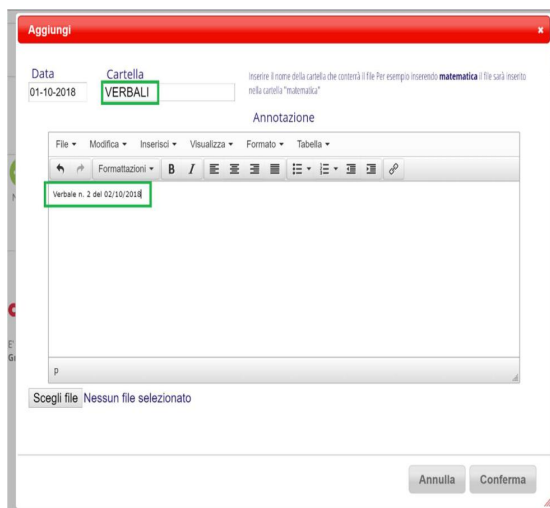 Aggiungi
×
Data Cartella
01-10-2018 VERBALI
Inserire il nome della cartella che conterrà il file Per esempio inserendo matematica il file sarà inserito
nella cartella "matematica"
Annotazione
File Modifica Inserisci Visualizza Formato Tabella
Formattazioni B I
Verbale n. 2 del 02/10/2018
p
Scegli file Nessun file selezionato
Annulla Conferma